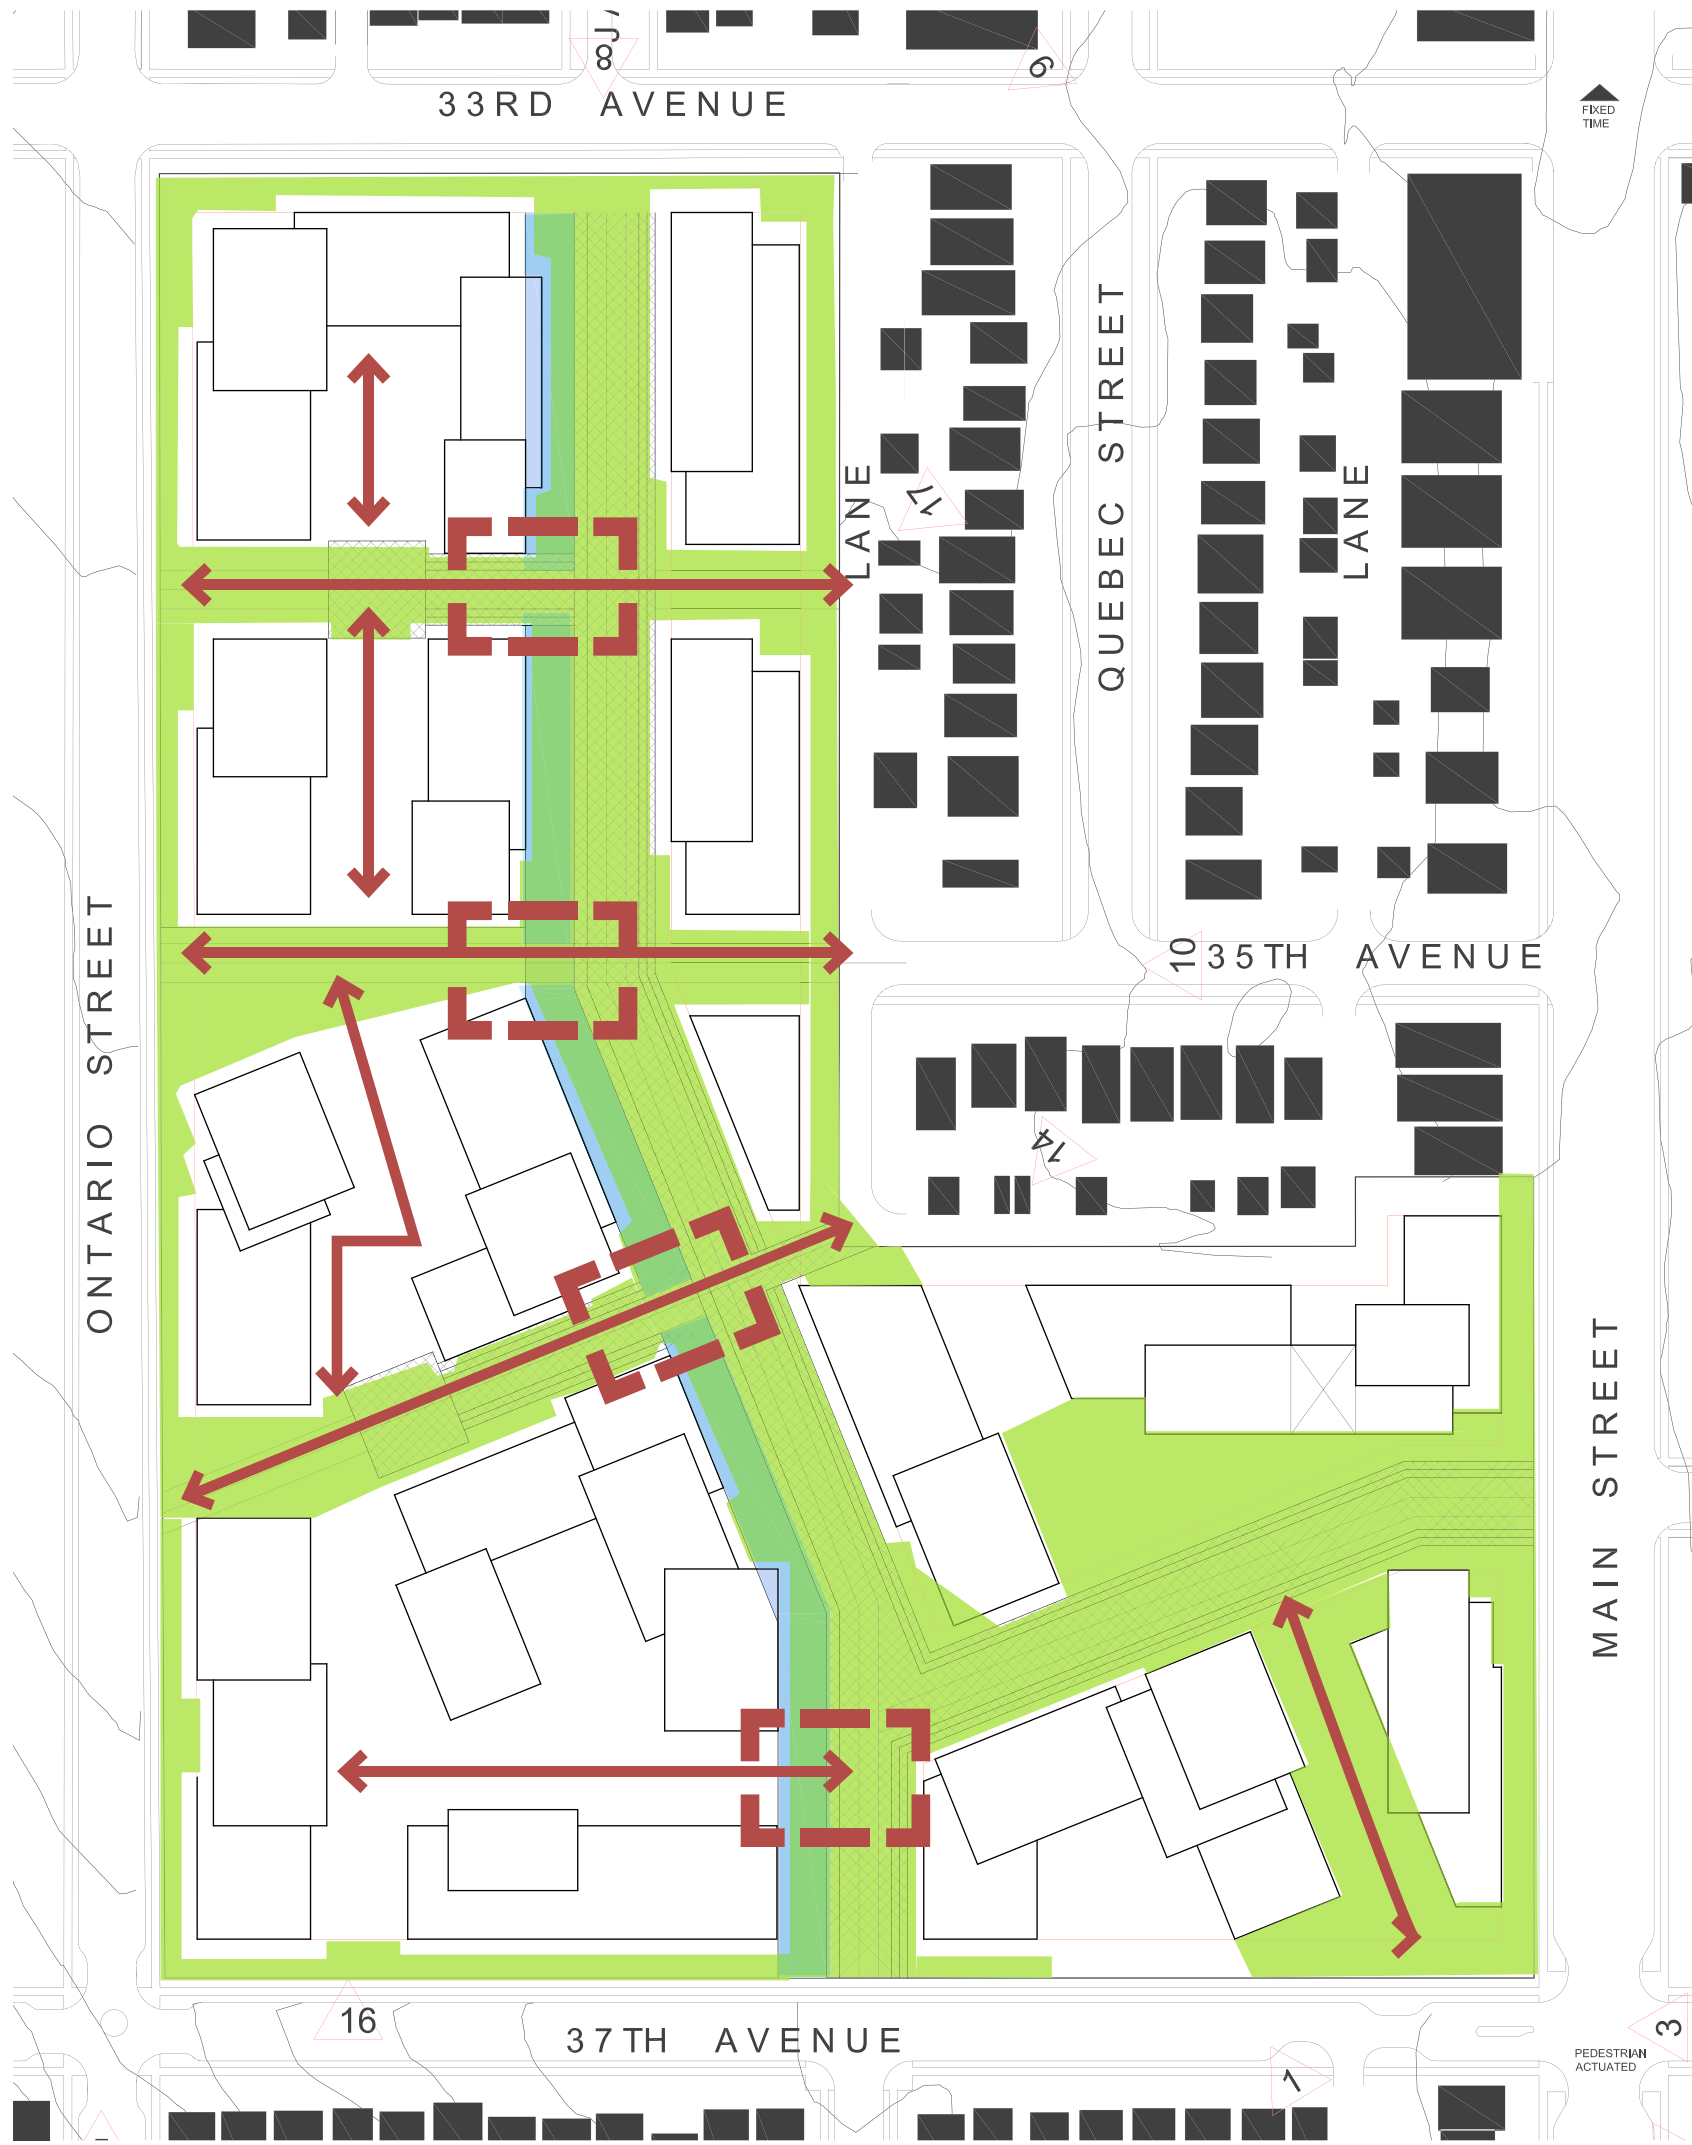 8
9
33RD AVENUE
FIXED
TIME
LANE
17
QUEBEC STREET
LANE
10
35TH AVENUE
ONTARIO STREET
14
MAIN STREET
16
37TH AVENUE
3
PEDESTRIAN
ACTUATED
1